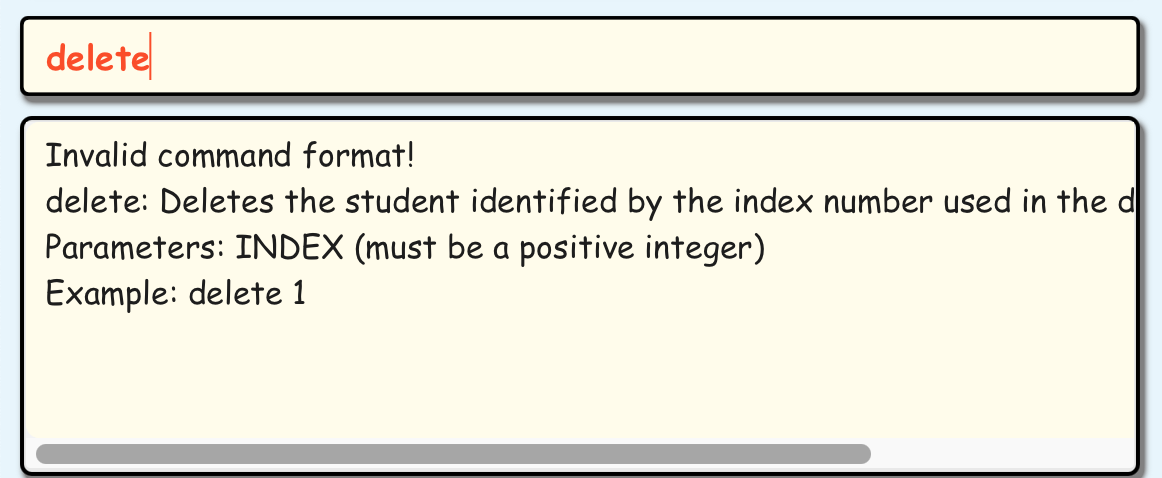 delete
Invalid command format!
delete: Deletes the student identified by the index number used in the d
Parameters: INDEX (must be a positive integer)
Example: delete 1